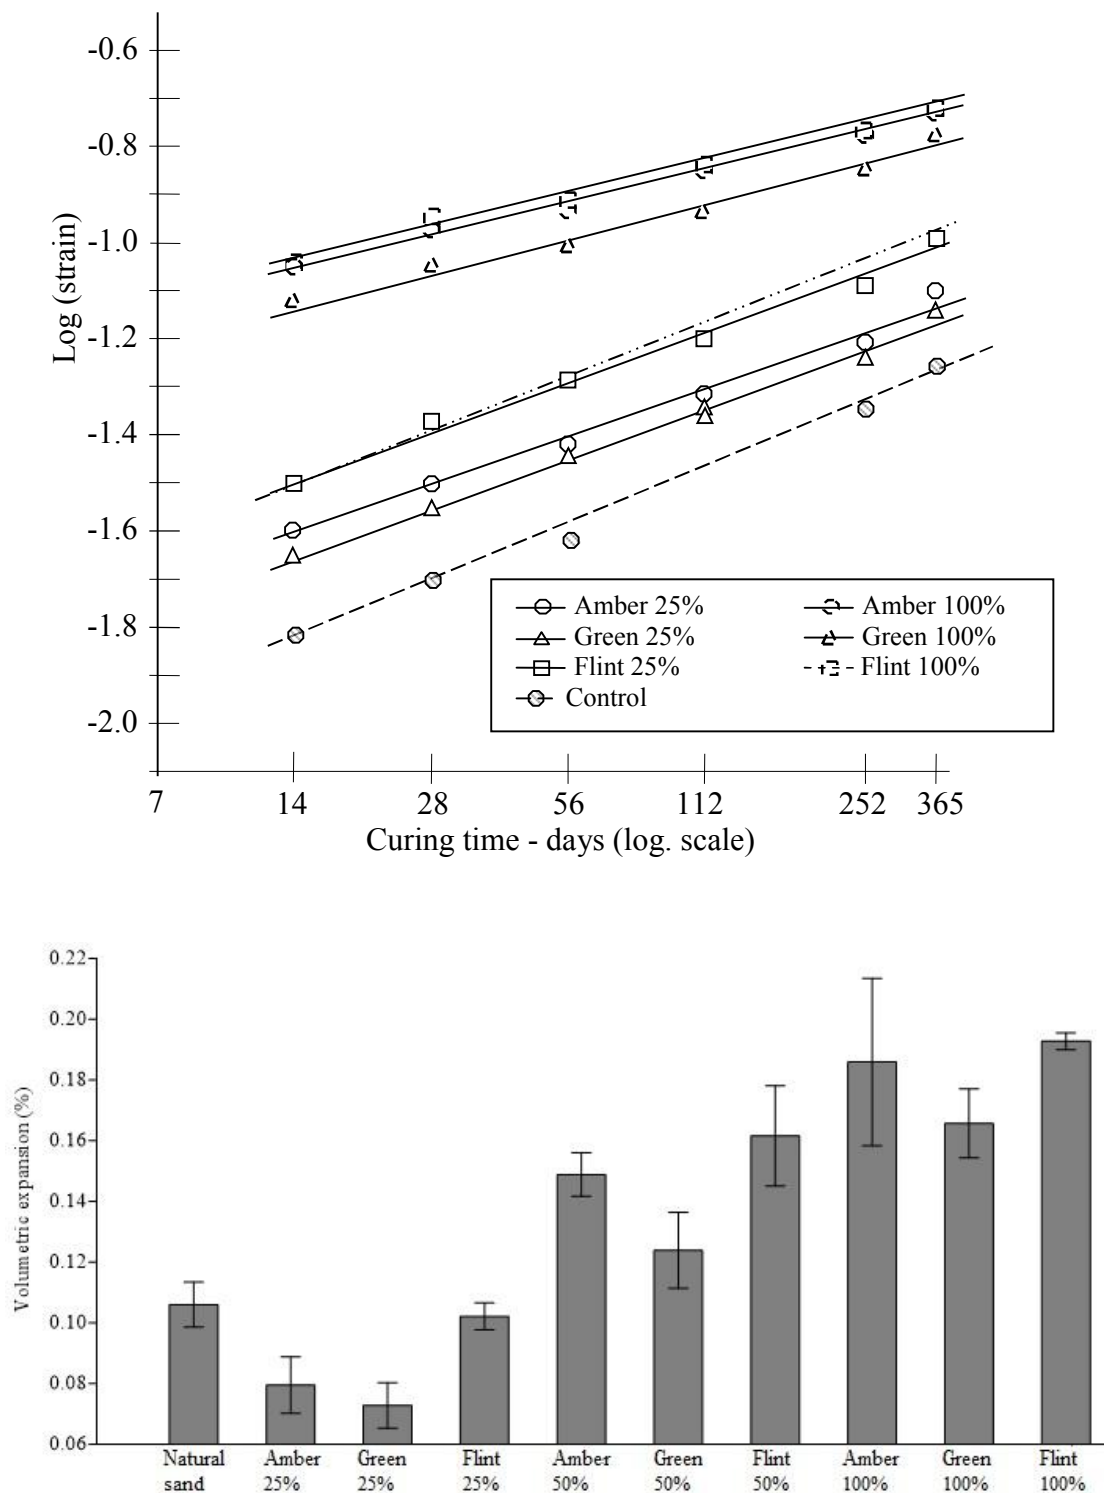 -0.6
-0.8
-1.0
-1.2
-1.4
-1.6
-1.8
-2.0
Log (strain)
Amber 25%
Amber 100%
Green 25%
Green 100%
Flint 25%
Flint 100%
Control
7 14 28 56 112 252 365
Curing time - days (log. scale)
0.22
0.20
0.18
0.16
0.14
0.12
0.10
0.08
0.06
Volumetric expansion (%)
Natural Amber Green Flint Amber Green Flint Amber Green Flint
sand 25% 25% 25% 50% 50% 50% 100% 100% 100%